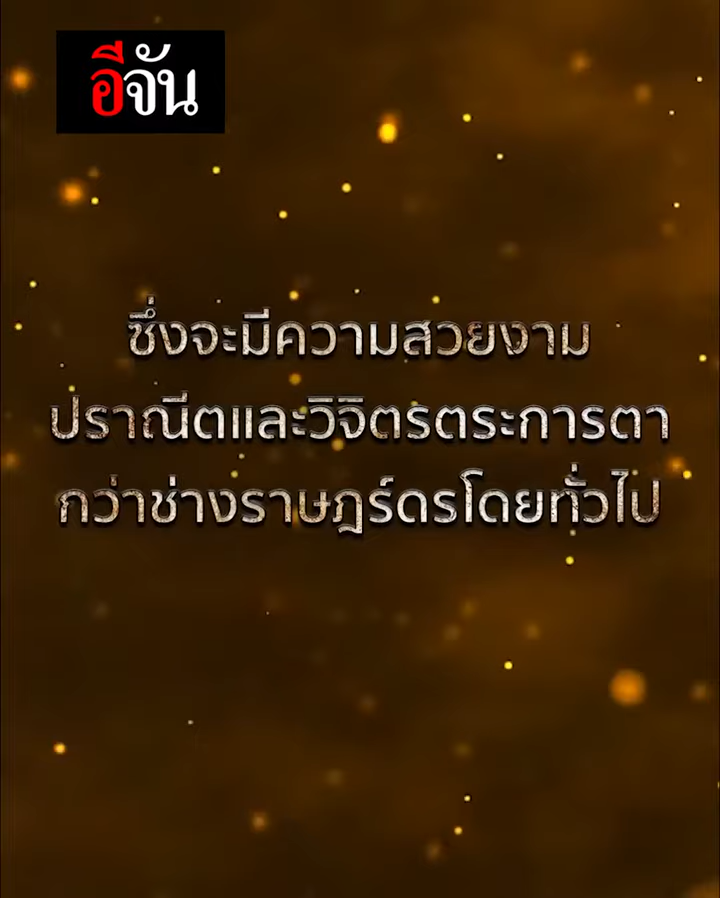 อีจัน
ซึ่งจะมีความสวยงาม
ปราณีตและวิจิตรตระการตา
กว่าช่างราษฎร์ดรโดยทั่วไป